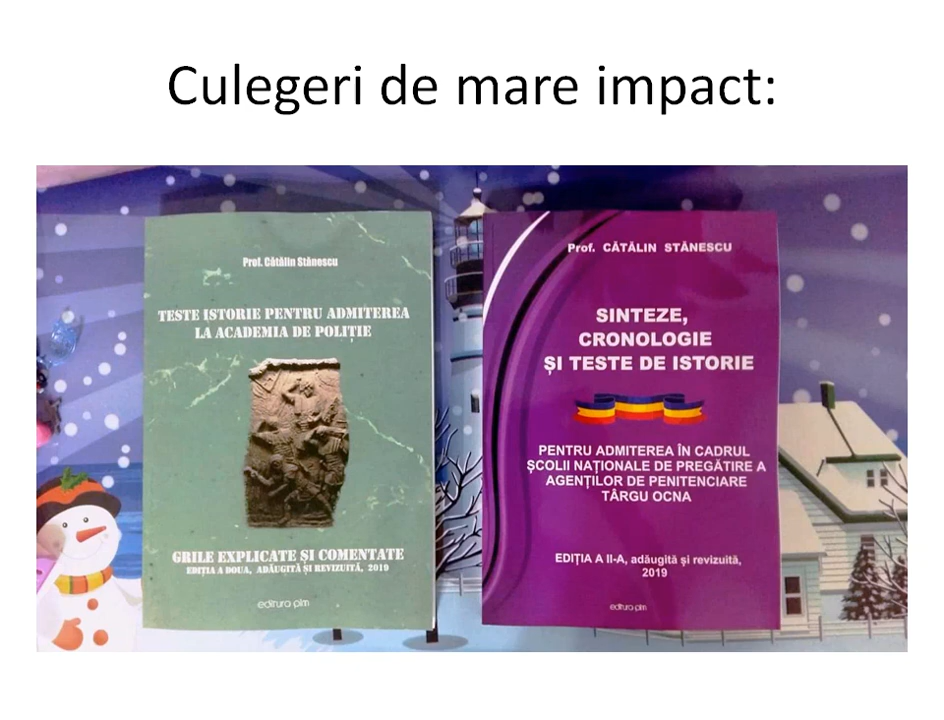 Culegeri de mare impact:
Prof. Cătălin Stănescu
TESTE ISTORIE PENTRU ADMITEREA
LA ACADEMIA DE POLIȚIE
GRILE EXPLICATE ȘI COMENTATE
EDIȚIA A DOUA, ADĂUGITĂ ȘI REVIZUITĂ, 2019
editura pim
Prof. CĂTĂLIN STĂNESCU
SINTEZE,
CRONOLOGIE
ȘI TESTE DE ISTORIE
PENTRU ADMITEREA ÎN CADRUL
ȘCOLII NAȚIONALE DE PREGĂTIRE A
AGENȚILOR DE PENITENCIARE
TÂRGU OCNA
EDIȚIA A II-A, adăugită și revizuită,
2019
editura pim